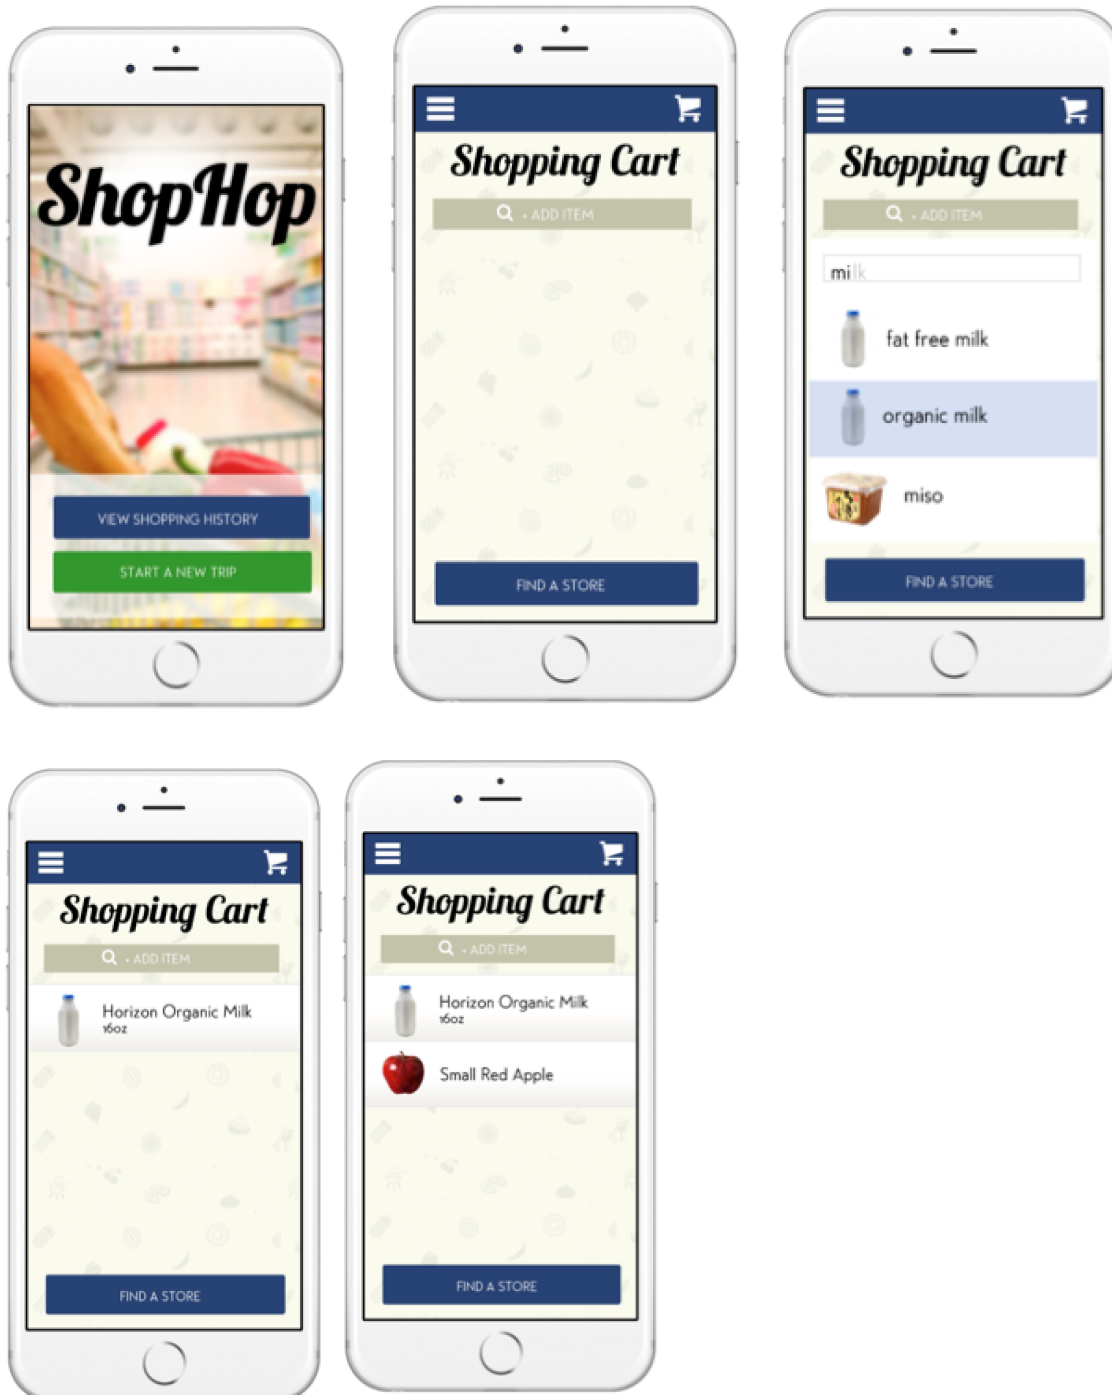 ShopHop
VIEW SHOPPING HISTORY
START A NEW TRIP
Shopping Cart
+ ADD ITEM
FIND A STORE
Shopping Cart
+ ADD ITEM
milk
fat free milk
organic milk
miso
FIND A STORE
Shopping Cart
+ ADD ITEM
Horizon Organic Milk
16oz
FIND A STORE
Shopping Cart
+ ADD ITEM
Horizon Organic Milk
16oz
Small Red Apple
FIND A STORE